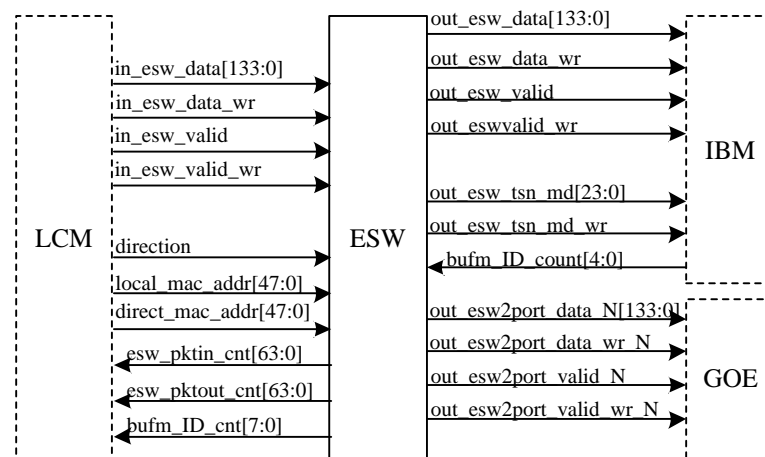 out_esw_data[133:0]
in_esw_data[133:0]
out_esw_data_wr
in_esw_data_wr
out_esw_valid
in_esw_valid
out_eswvalid_wr
IBM
in_esw_valid_wr
out_esw_tsn_md[23:0]
LCM
ESW
out_esw_tsn_md_wr
direction
bufm_ID_count[4:0]
local_mac_addr[47:0]
direct_mac_addr[47:0]
out_esw2port_data_N[133:0]
esw_pktin_cnt[63:0]
out_esw2port_data_wr_N
esw_pktout_cnt[63:0]
out_esw2port_valid_N
GOE
bufm_ID_cnt[7:0]
out_esw2port_valid_wr_N